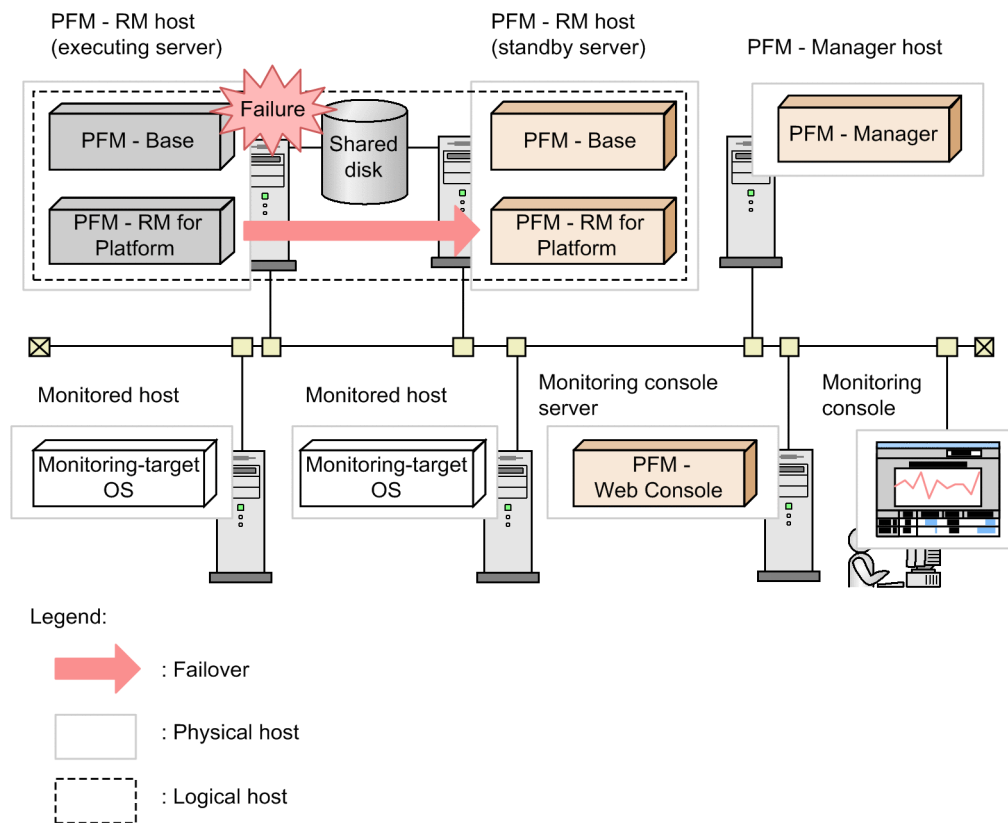 PFM - RM host
(executing server)
PFM - RM host
(standby server)
PFM - Manager host
Failure
PFM - Base
Shared
disk
PFM - Base
PFM - Manager
PFM - RM for
Platform
PFM - RM for
Platform
Monitored host
Monitored host
Monitoring console
server
Monitoring
console
Monitoring-target
OS
Monitoring-target
OS
PFM -
Web Console
Legend:
: Failover
: Physical host
: Logical host